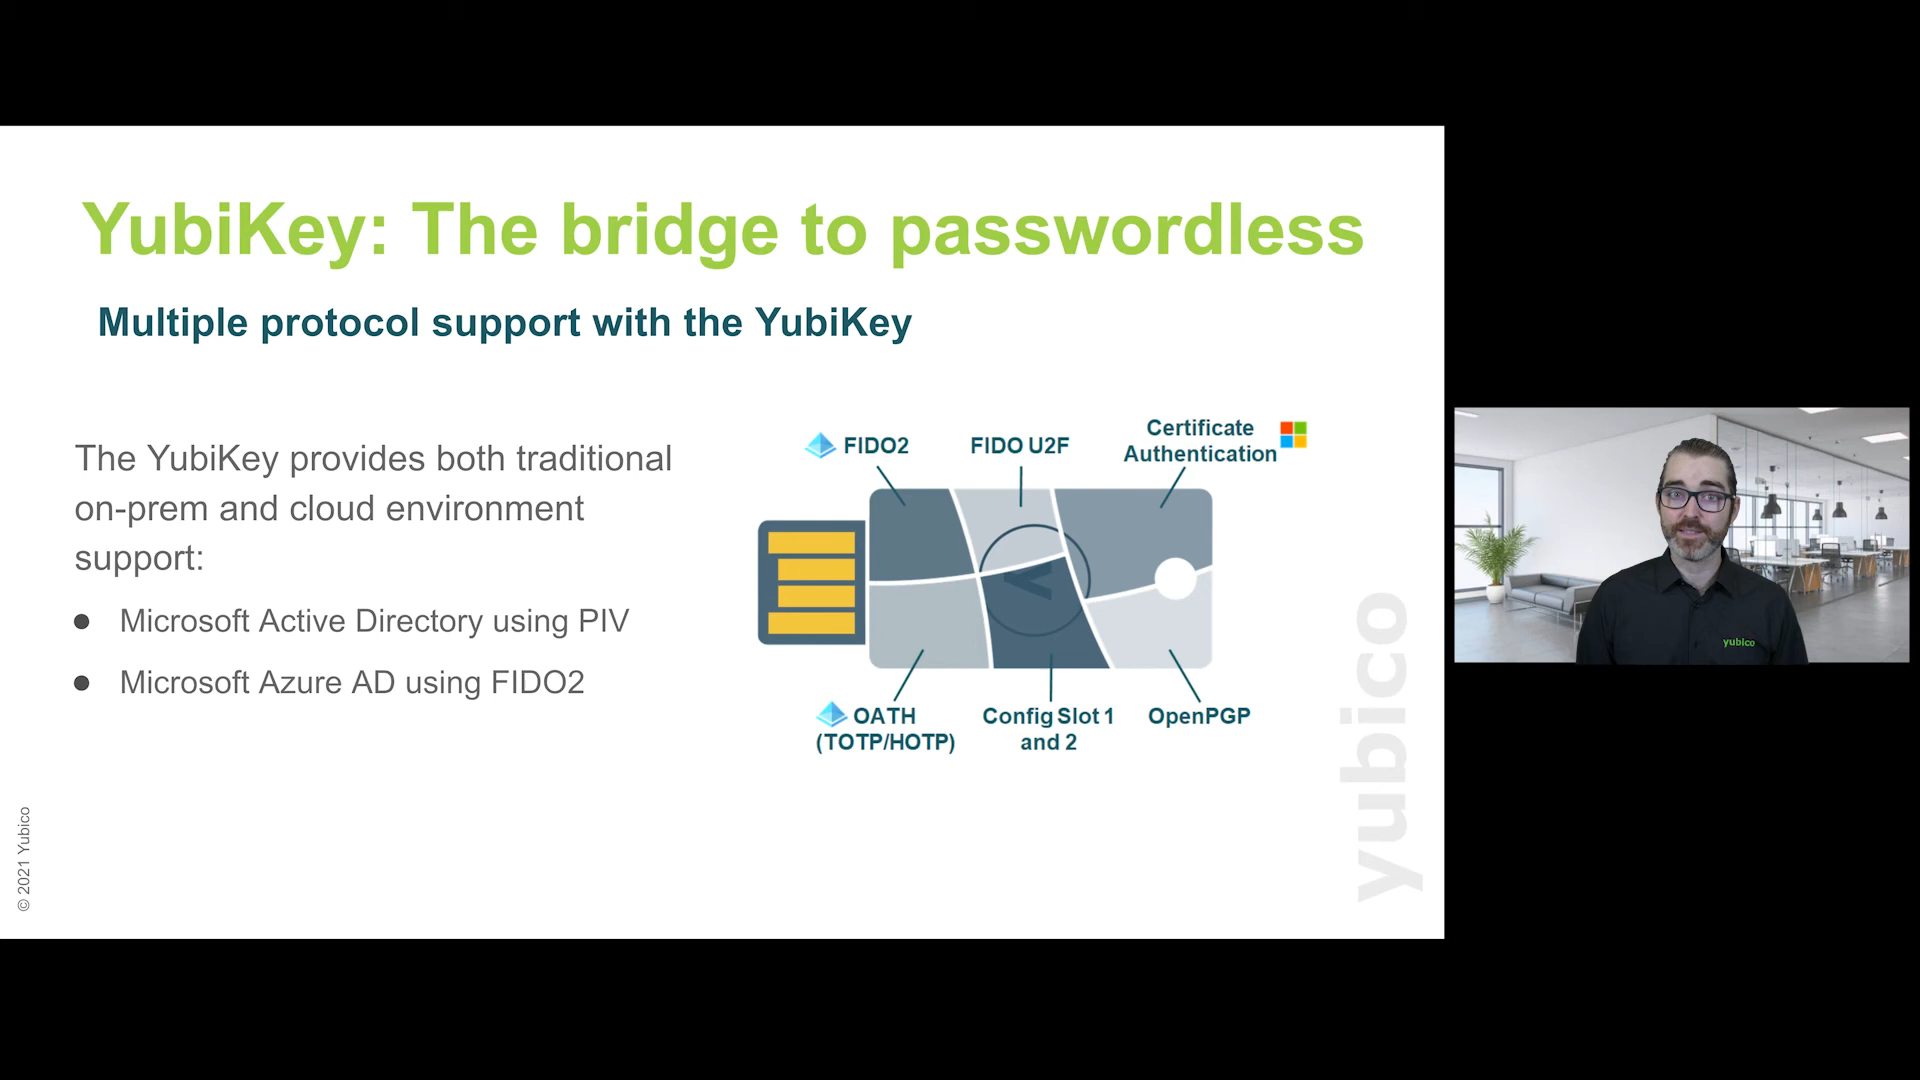 YubiKey: The bridge to passwordless
Multiple protocol support with the YubiKey
The YubiKey provides both traditional
on-prem and cloud environment
support:
● Microsoft Active Directory using PIV
● Microsoft Azure AD using FIDO2
FIDO2
FIDO U2F
Certificate
Authentication
OATH
(TOTP/HOTP)
Config Slot 1
and 2
OpenPGP
© 2021 Yubico
yubico
yubico